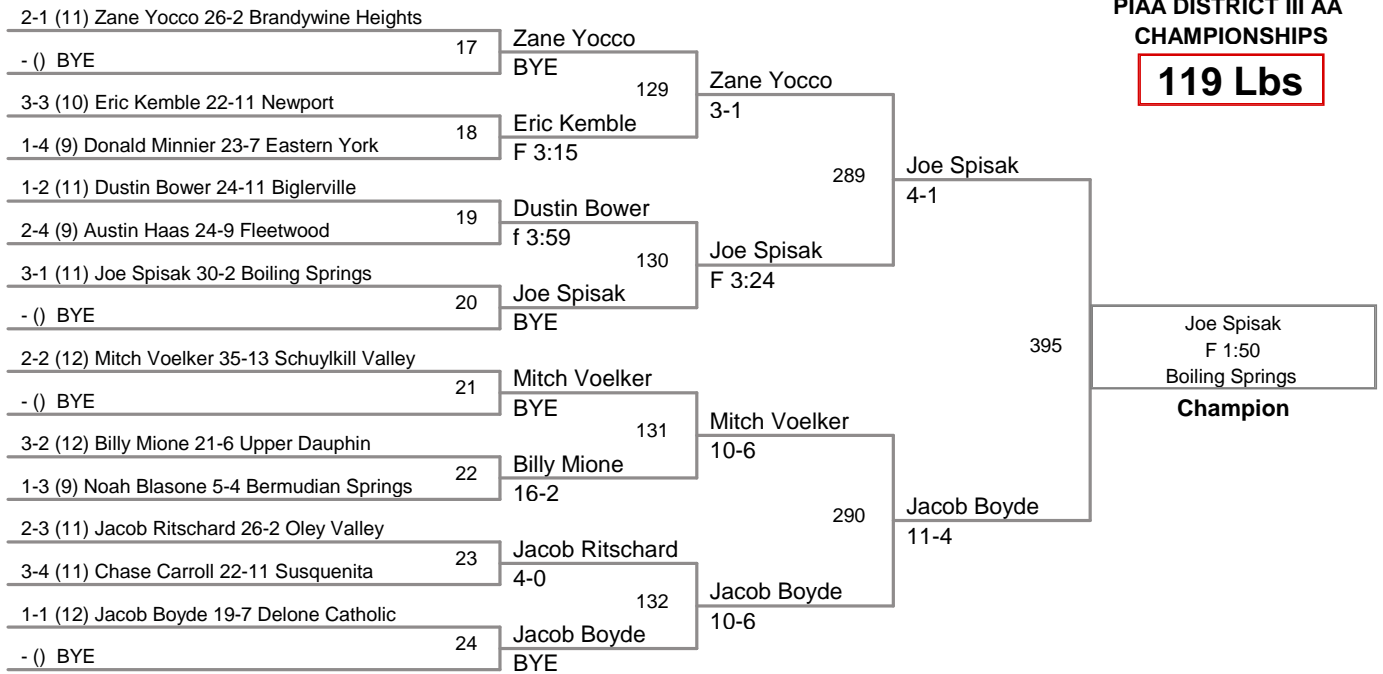 PIAA DISTRICT III AA
CHAMPIONSHIPS
119 Lbs
2-1 (11) Zane Yocco 26-2 Brandywine Heights
- () BYE
3-3 (10) Eric Kemble 22-11 Newport
1-4 (9) Donald Minnier 23-7 Eastern York
1-2 (11) Dustin Bower 24-11 Biglerville
2-4 (9) Austin Haas 24-9 Fleetwood
3-1 (11) Joe Spisak 30-2 Boiling Springs
- () BYE
2-2 (12) Mitch Voelker 35-13 Schuylkill Valley
- () BYE
3-2 (12) Billy Mione 21-6 Upper Dauphin
1-3 (9) Noah Blasone 5-4 Bermudian Springs
2-3 (11) Jacob Ritschard 26-2 Oley Valley
3-4 (11) Chase Carroll 22-11 Susquenita
1-1 (12) Jacob Boyde 19-7 Delone Catholic
- () BYE
17
18
19
20
21
22
23
24
Zane Yocco
BYE
Eric Kemble
F 3:15
Dustin Bower
f 3:59
Joe Spisak
BYE
Mitch Voelker
BYE
Billy Mione
16-2
Jacob Ritschard
4-0
Jacob Boyde
BYE
129
130
131
132
Zane Yocco
3-1
Joe Spisak
F 3:24
Mitch Voelker
10-6
Jacob Boyde
10-6
289
290
Joe Spisak
4-1
Jacob Boyde
11-4
395
Joe Spisak
F 1:50
Boiling Springs
Champion